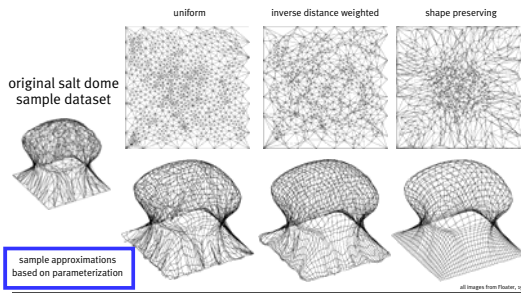 uniform
inverse distance weighted
shape preserving
original salt dome
sample dataset
sample approximations
based on parameterization
all images from Floater,